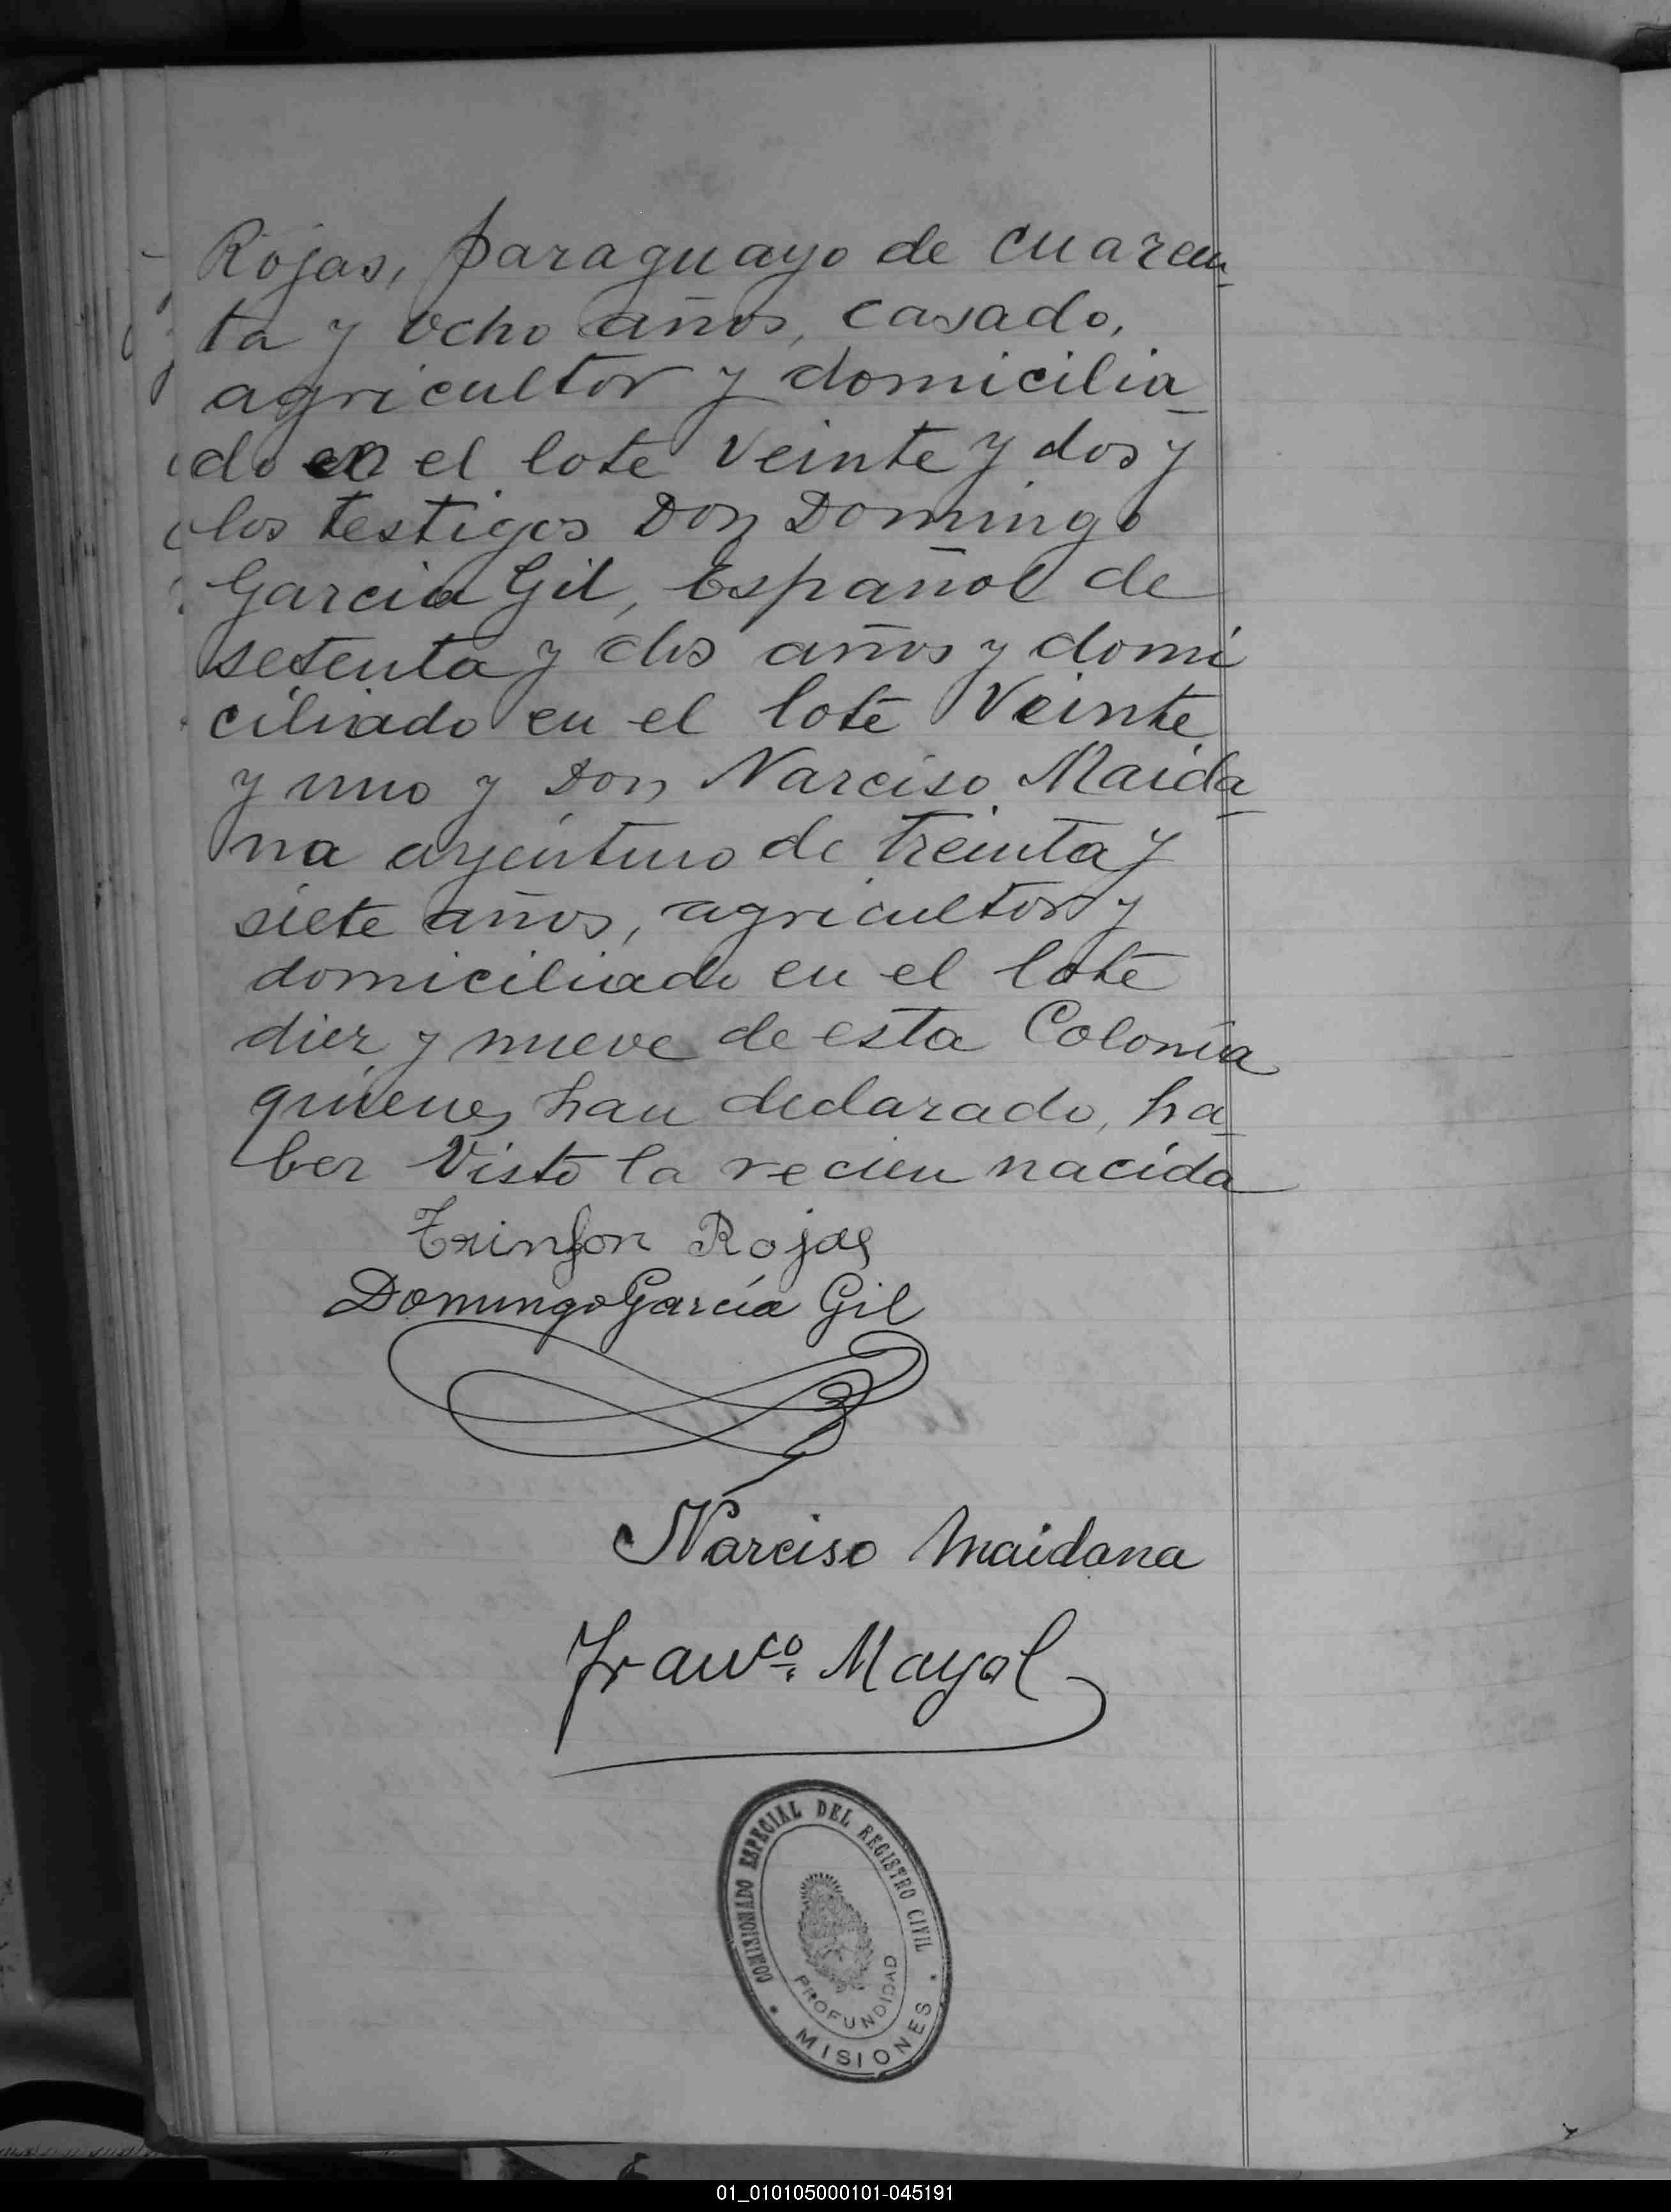 Rojas, paraguayo de cuaren-
ta y ocho años, casado,
agricultor y domicilia-
do en el lote veinte y dos y
los testigos Don Domingo
Garcia Gil, Español de
setenta y dos años y domi
ciliado en el lote Veinte
y uno y Don Narciso Maida-
na argentino de treinta y
siete años, agricultor y
domiciliado en el lote
diez y nueve de esta Colonia
quienes han declarado, ha-
ber visto la recien nacida
Trinfon Rojas
Domingo García Gil
Narciso Maidana
Franco. Mayol
COMISIONADO ESPECIAL DEL REGISTRO CIVIL
PROFUNDIDAD
MISIONES
01_010105000101-045191